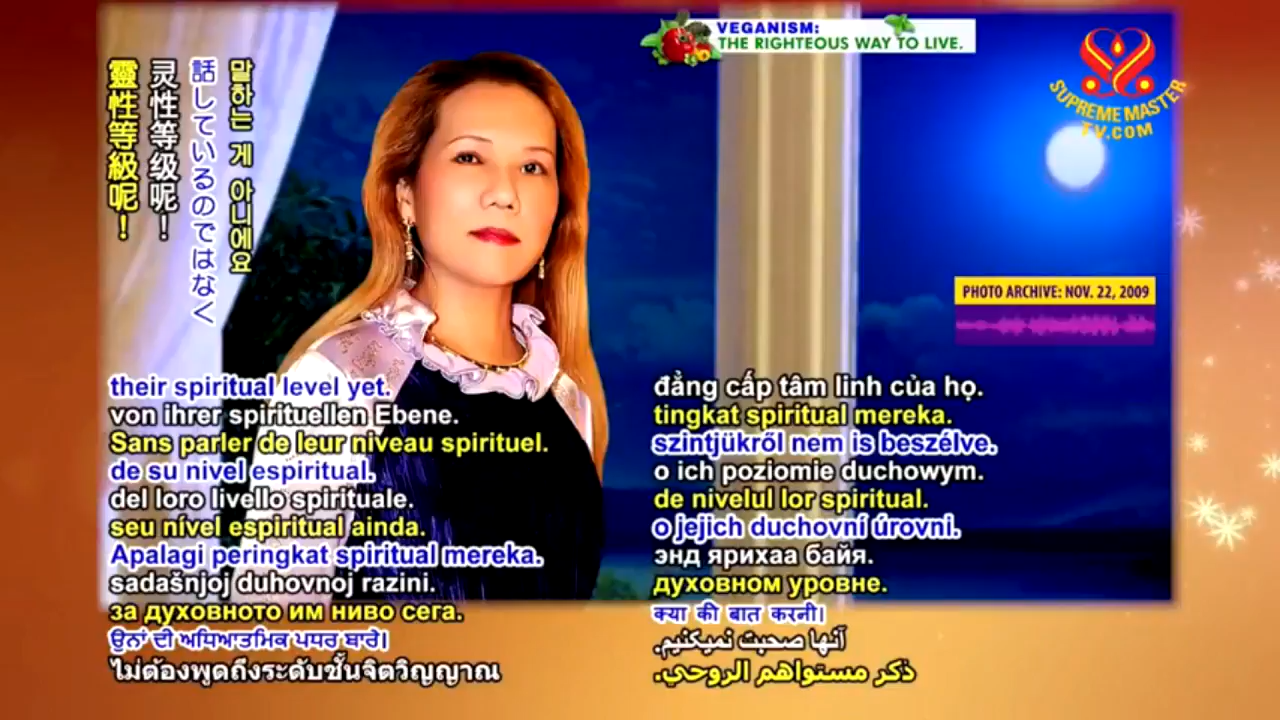 VEGANISM:
THE RIGHTEOUS WAY TO LIVE.
SUPREME MASTER
TV.COM
말하는 게 아니에요
話しているのではなく
灵性等级呢！
靈性等級呢！
PHOTO ARCHIVE: NOV. 22, 2009
their spiritual level yet.
von ihrer spirituellen Ebene.
Sans parler de leur niveau spirituel.
de su nivel espiritual.
del loro livello spirituale.
seu nível espiritual ainda.
Apalagi peringkat spiritual mereka.
sadašnjoj duhovnoj razini.
за духовното им ниво сега.
ਉਨਾਂ ਦੀ ਅਧਿਆਤਮਿਕ ਪਧਰ ਬਾਰੇ।
ไม่ต้องพูดถึงระดับชั้นจิตวิญญาณ
đẳng cấp tâm linh của họ.
tingkat spiritual mereka.
szintjükről nem is beszélve.
o ich poziomie duchowym.
de nivelul lor spiritual.
o jejich duchovní úrovni.
энд ярихаа байя.
духовном уровне.
क्या की बात करनी।
آنها صحبت نمیکنیم.
ذكر مستواهم الروحي.